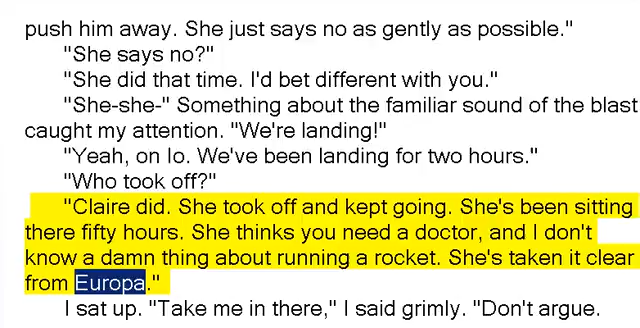 push him away. She just says no as gently as possible."
"She says no?"
"She did that time. I'd bet different with you."
"She-she-" Something about the familiar sound of the blast
caught my attention. "We're landing!"
"Yeah, on Io. We've been landing for two hours."
"Who took off?"
"Claire did. She took off and kept going. She's been sitting
there fifty hours. She thinks you need a doctor, and I don't
know a damn thing about running a rocket. She's taken it clear
from Europa."
I sat up. "Take me in there," I said grimly. "Don't argue.